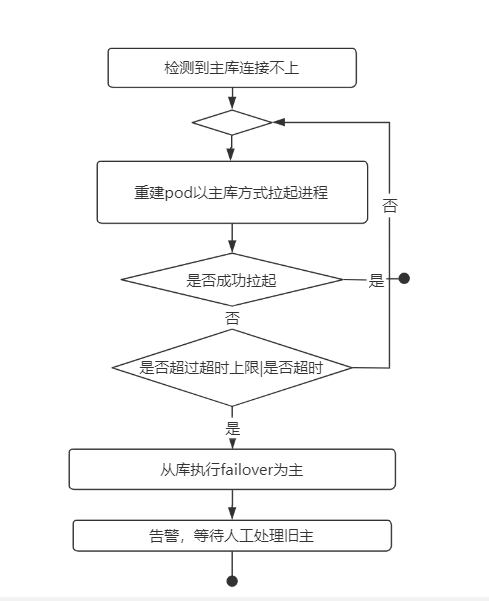 检测到主库连接不上
重建pod以主库方式拉起进程
否
是否成功拉起
是
否
是否超过超时上限|是否超时
是
从库执行failover为主
告警，等待人工处理旧主